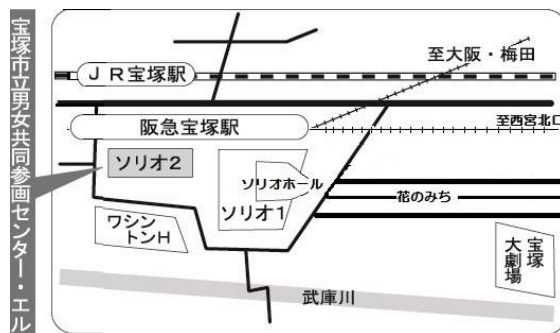 宝塚市立男女共同参画センター・エル
至大阪・梅田
JR宝塚駅
阪急宝塚駅
至西宮北口
ソリオ2
ソリオホール
ソリオ1
花のみち
ワシン
トンH
宝塚
大劇場
武庫川